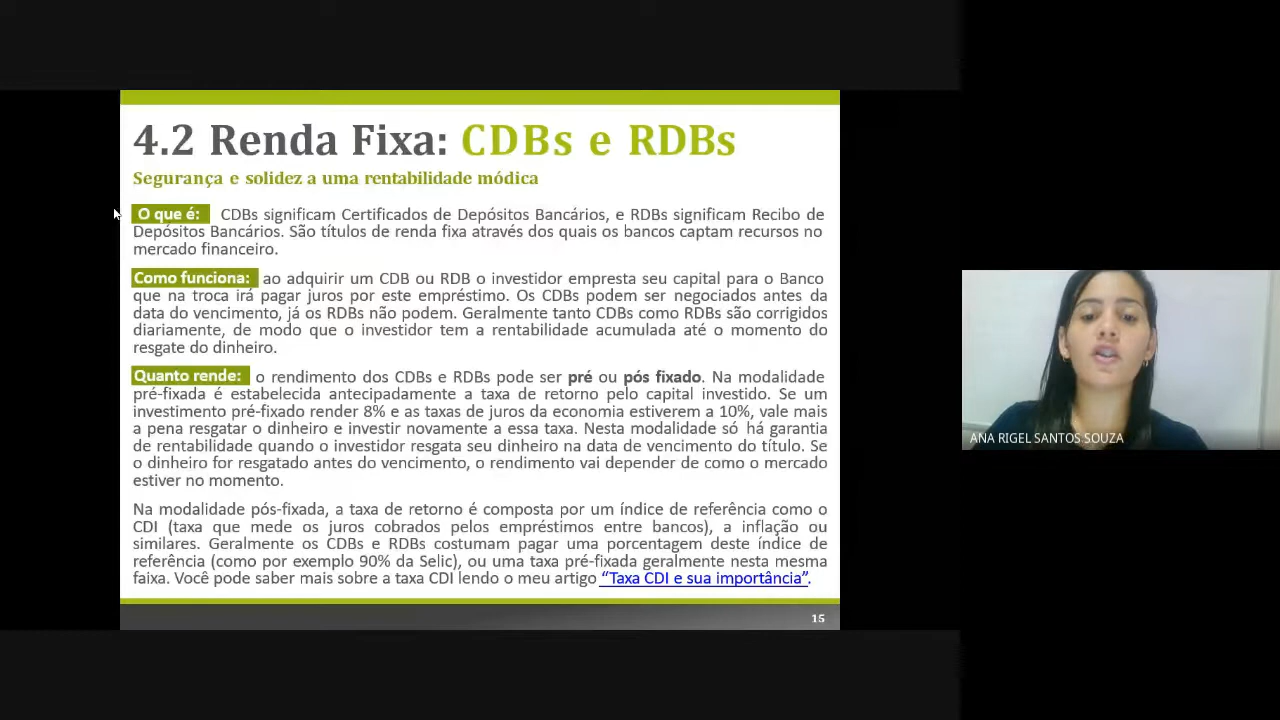 4.2 Renda Fixa: CDBs e RDBs
Segurança e solidez a uma rentabilidade módica
O que é: CDBs significam Certificados de Depósitos Bancários, e RDBs significam Recibo de
Depósitos Bancários. São títulos de renda fixa através dos quais os bancos captam recursos no
mercado financeiro.
Como funciona: ao adquirir um CDB ou RDB o investidor empresta seu capital para o Banco
que na troca irá pagar juros por este empréstimo. Os CDBs podem ser negociados antes da
data do vencimento, já os RDBs não podem. Geralmente tanto CDBs como RDBs são corrigidos
diariamente, de modo que o investidor tem a rentabilidade acumulada até o momento do
resgate do dinheiro.
Quanto rende: o rendimento dos CDBs e RDBs pode ser pré ou pós fixado. Na modalidade
pré-fixada é estabelecida antecipadamente a taxa de retorno pelo capital investido. Se um
investimento pré-fixado render 8% e as taxas de juros da economia estiverem a 10%, vale mais
a pena resgatar o dinheiro e investir novamente a essa taxa. Nesta modalidade só há garantia
de rentabilidade quando o investidor resgata seu dinheiro na data de vencimento do título. Se
o dinheiro for resgatado antes do vencimento, o rendimento vai depender de como o mercado
estiver no momento.
Na modalidade pós-fixada, a taxa de retorno é composta por um índice de referência como o
CDI (taxa que mede os juros cobrados pelos empréstimos entre bancos), a inflação ou
similares. Geralmente os CDBs e RDBs costumam pagar uma porcentagem deste índice de
referência (como por exemplo 90% da Selic), ou uma taxa pré-fixada geralmente nesta mesma
faixa. Você pode saber mais sobre a taxa CDI lendo o meu artigo “Taxa CDI e sua importância”.
15
ANA RIGEL SANTOS SOUZA